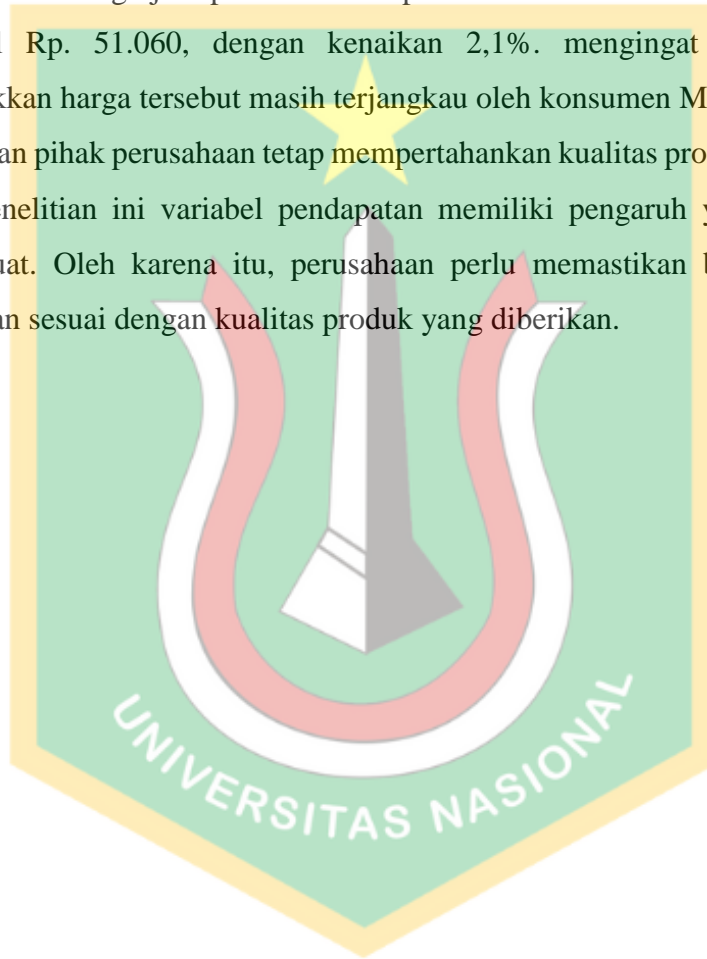 Rp. 51.060, dengan kenaikan 2,1%. mengingat
kkan harga tersebut masih terjangkau oleh konsumen M
an pihak perusahaan tetap mempertahankan kualitas pro
enelitian ini variabel pendapatan memiliki pengaruh y
uat. Oleh karena itu, perusahaan perlu memastikan b
an sesuai dengan kualitas produk yang diberikan.
UNIVERSITAS NASIONAL